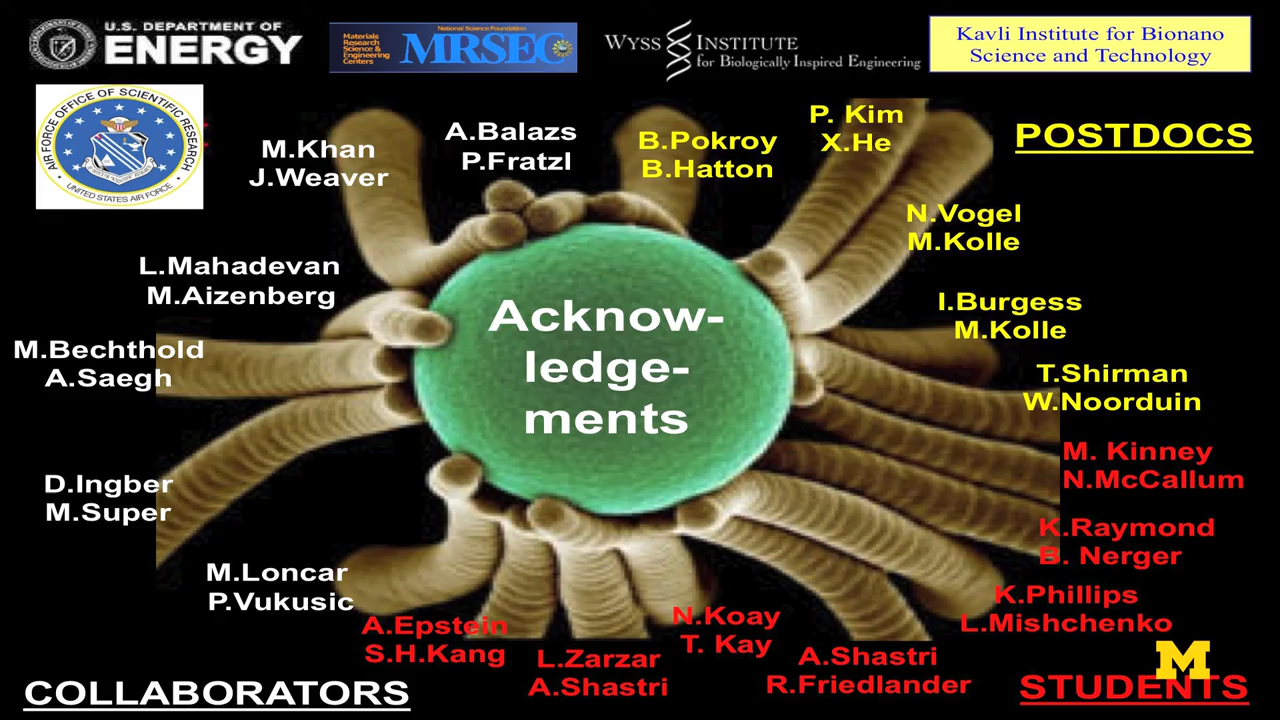 U.S. DEPARTMENT OF
ENERGY
National Science Foundation
Materials
Research
Science &
Engineering
Centers
MRSEC
WYSS INSTITUTE
for Biologically Inspired Engineering
Kavli Institute for Bionano
Science and Technology
AIR FORCE OFFICE OF SCIENTIFIC RESEARCH
UNITED STATES AIR FORCE
POSTDOCS
M.Khan
J.Weaver
A.Balazs
P.Fratzl
B.Pokroy
B.Hatton
P. Kim
X.He
N.Vogel
M.Kolle
L.Mahadevan
M.Aizenberg
I.Burgess
M.Kolle
Acknow-
ledge-
ments
M.Bechthold
A.Saegh
T.Shirman
W.Noorduin
M. Kinney
N.McCallum
D.Ingber
M.Super
K.Raymond
B. Nerger
M.Loncar
P.Vukusic
K.Phillips
L.Mishchenko
A.Epstein
S.H.Kang
N.Koay
T. Kay
L.Zarzar
A.Shastri
A.Shastri
R.Friedlander
M
COLLABORATORS
STUDENTS